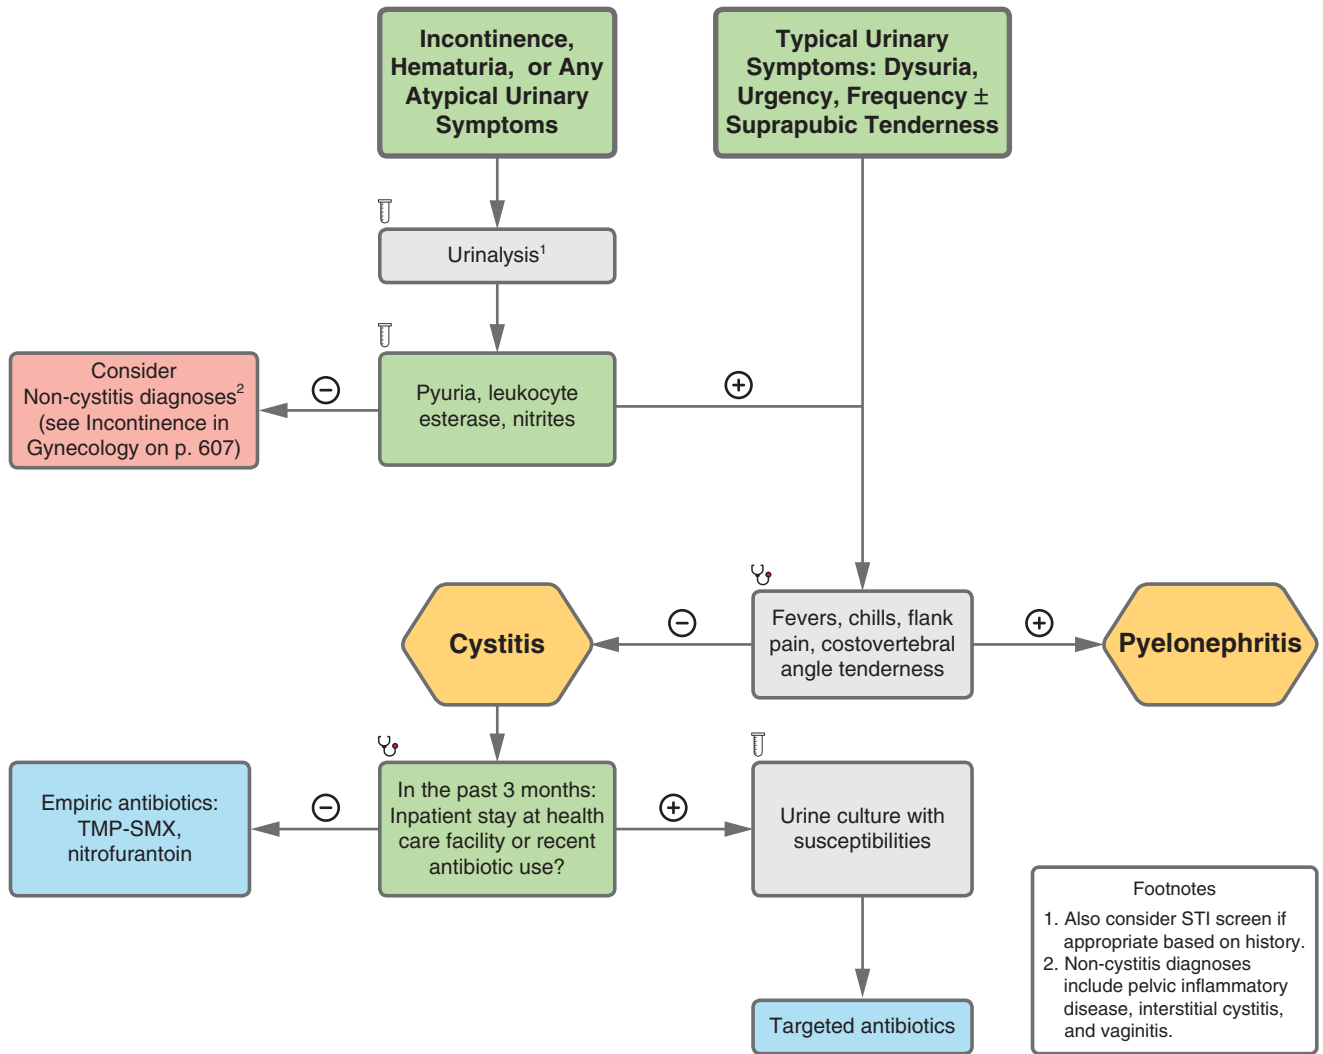 Incontinence,
Hematuria, or Any
Atypical Urinary
Symptoms
Typical Urinary
Symptoms: Dysuria,
Urgency, Frequency ±
Suprapubic Tenderness
Urinalysis1
Consider
Non-cystitis diagnoses2
(see Incontinence in
Gynecology on p. 607)
−
Pyuria, leukocyte
esterase, nitrites
+
Cystitis
−
Fevers, chills, flank
pain, costovertebral
angle tenderness
+
Pyelonephritis
Empiric antibiotics:
TMP-SMX,
nitrofurantoin
−
In the past 3 months:
Inpatient stay at health
care facility or recent
antibiotic use?
+
Urine culture with
susceptibilities
Targeted antibiotics
Footnotes
1. Also consider STI screen if
appropriate based on history.
2. Non-cystitis diagnoses
include pelvic inflammatory
disease, interstitial cystitis,
and vaginitis.